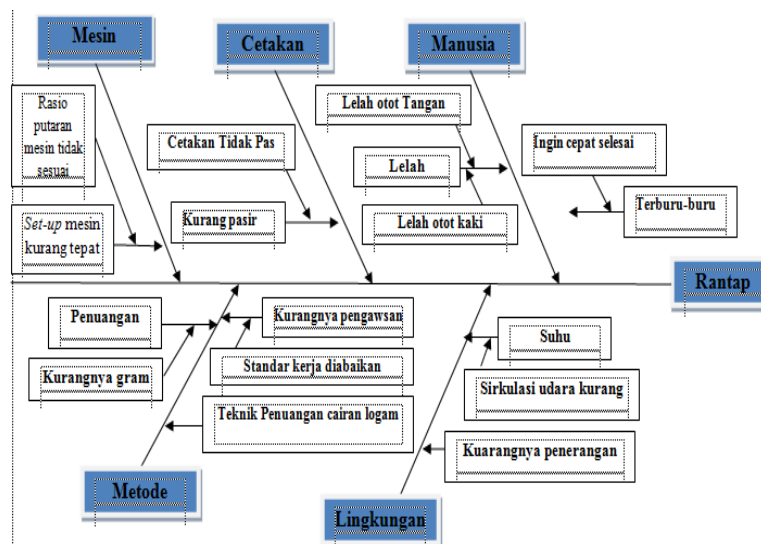 Mesin
Cetakan
Manusia
Rasio
putaran
mesin tidak
sesuai
Set-up mesin
kurang tepat
Cetakan Tidak Pas
Kurang pasir
Lelah otot Tangan
Lelah
Lelah otot kaki
Ingin cepat selesai
Terburu-buru
Rantap
Penuangan
Kurangnya gram
Kurangnya pengawsan
Standar kerja diabaikan
Teknik Penuangan cairan logam
Suhu
Sirkulasi udara kurang
Kuarangnya penerangan
Metode
Lingkungan